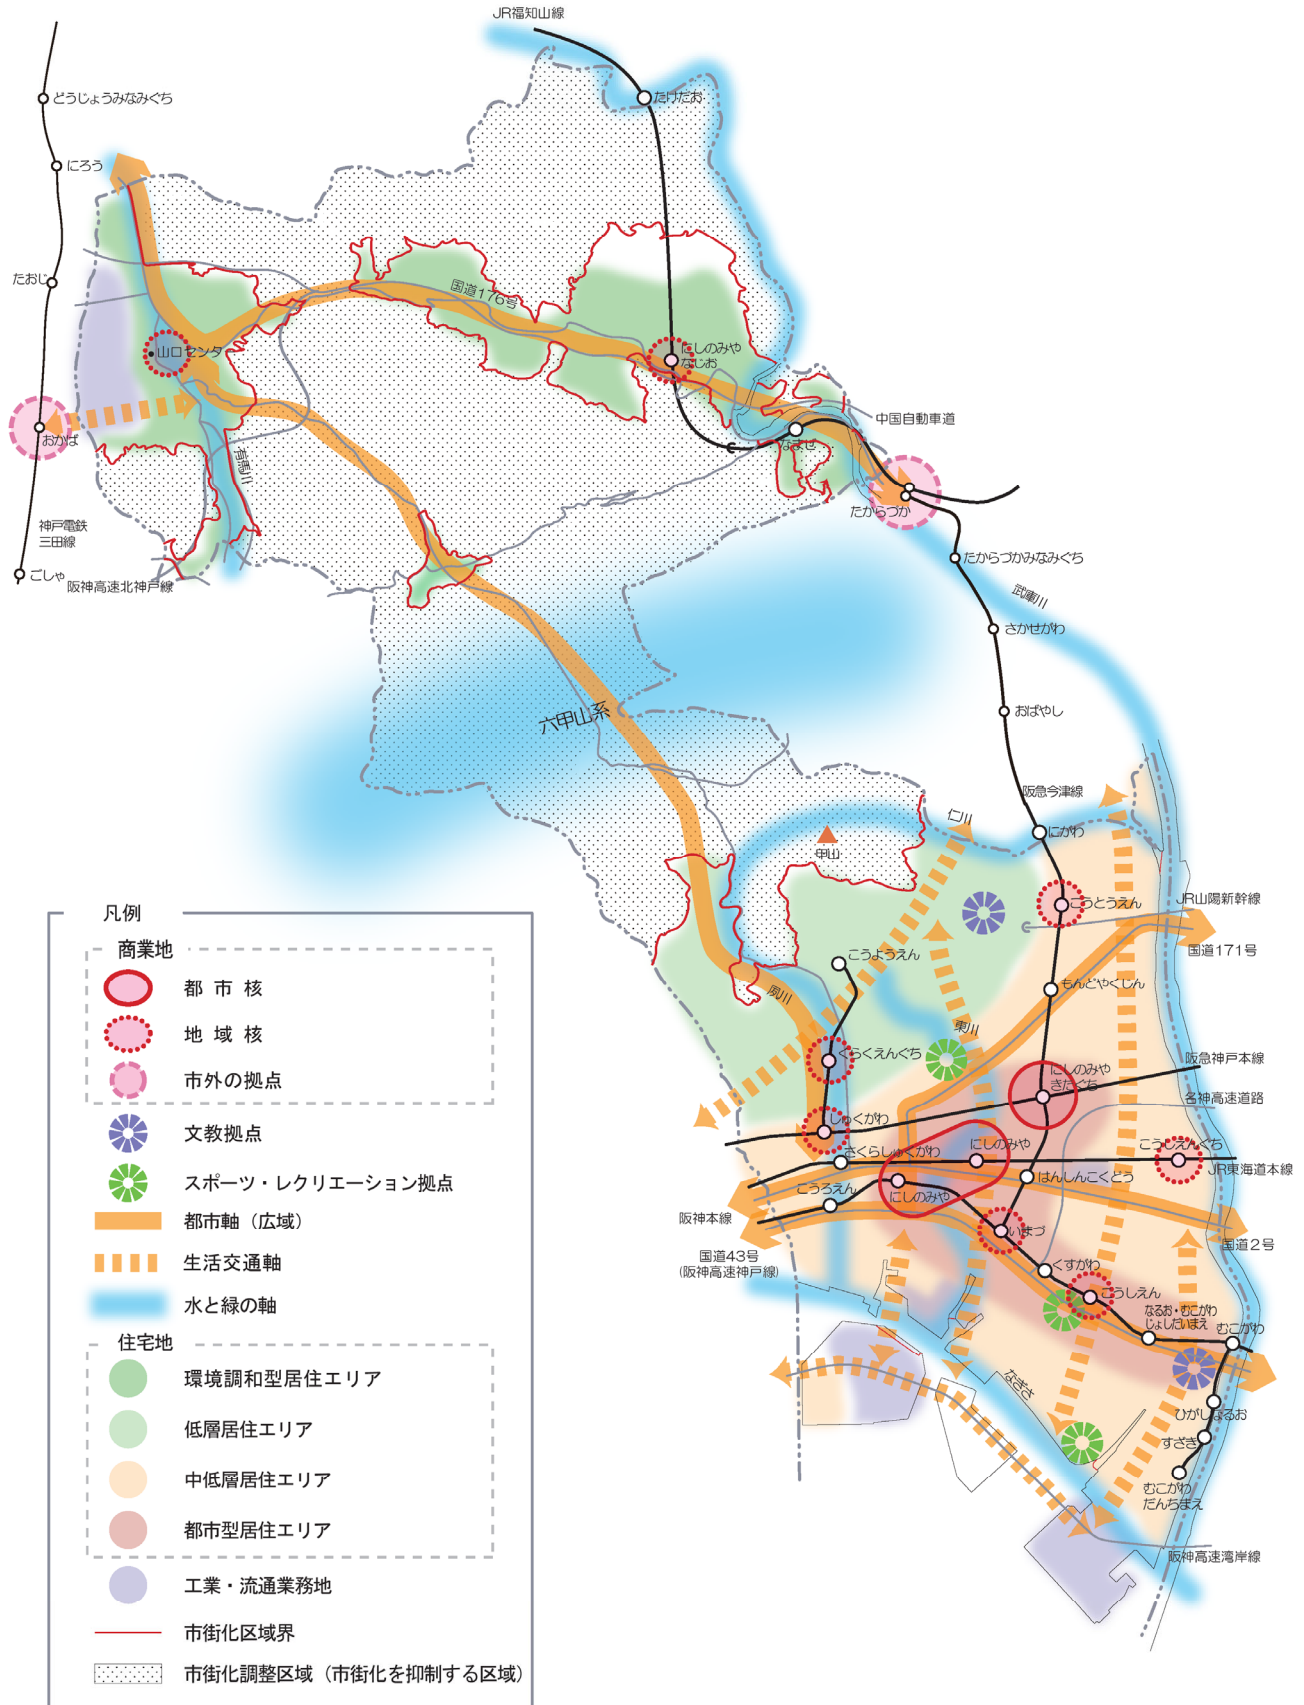 JR福知山線
どうじょうみなみぐち
たけだお
にろう
たおじ
国道176号
山口センター
にしのみや
なじお
おかば
中国自動車道
なまぜ
有馬川
たからづか
神戸電鉄
三田線
たからづかみなみぐち
ごしゃ
阪神高速北神戸線
武庫川
さかせがわ
六甲山系
おばやし
阪急今津線
仁川
にがわ
甲山
JR山陽新幹線
こうとうえん
国道171号
こうようえん
もんどやくじん
夙川
東川
くらくえんぐち
阪急神戸本線
にしのみや
きたぐち
名神高速道路
しゅくがわ
さくらしゅくがわ
にしのみや
こうしえんぐち
JR東海道本線
はんしんこくどう
こうろえん
にしのみや
阪神本線
いまづ
国道2号
国道43号
(阪神高速神戸線)
くすがわ
こうしえん
なるお・むこがわ
じょしだいまえ
むこがわ
なぎさ
ひがしなるお
すざき
むこがわ
だんちまえ
阪神高速湾岸線
凡例
商業地
都市核
地域核
市外の拠点
文教拠点
スポーツ・レクリエーション拠点
都市軸（広域）
生活交通軸
水と緑の軸
住宅地
環境調和型居住エリア
低層居住エリア
中低層居住エリア
都市型居住エリア
工業・流通業務地
市街化区域界
市街化調整区域（市街化を抑制する区域）